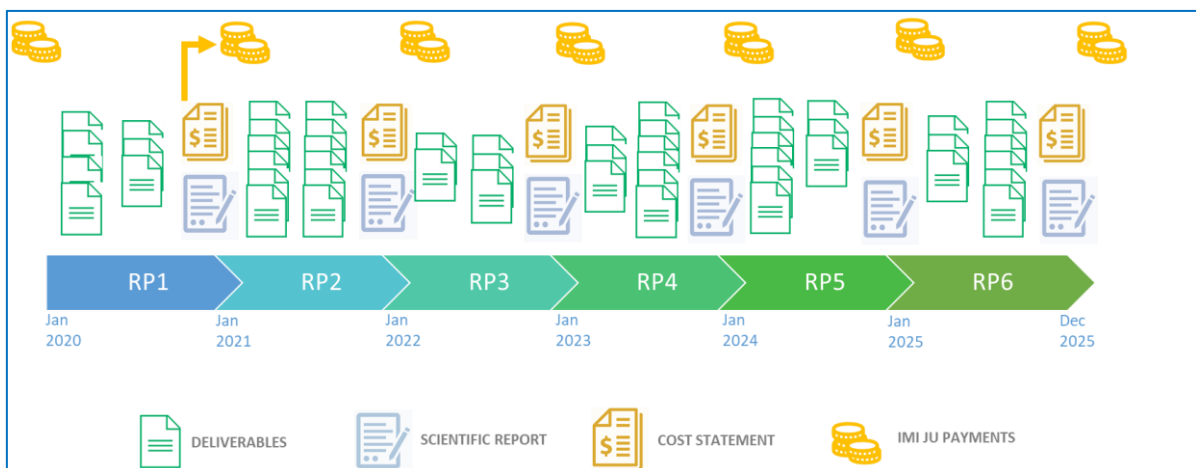 RP1
RP2
RP3
RP4
RP5
RP6
Jan
2020
Jan
2021
Jan
2022
Jan
2023
Jan
2024
Jan
2025
Dec
2025
DELIVERABLES
SCIENTIFIC REPORT
$
COST STATEMENT
IMI JU PAYMENTS